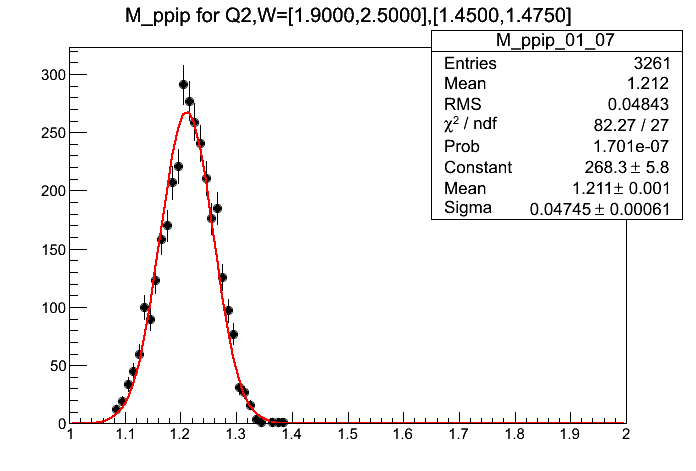 M_ppip for Q2,W=[1.9000,2.5000],[1.4500,1.4750]
M_ppip_01_07
Entries 3261
Mean 1.212
RMS 0.04843
χ² / ndf 82.27 / 27
Prob 1.701e-07
Constant 268.3 ± 5.8
Mean 1.211 ± 0.001
Sigma 0.04745 ± 0.00061
300
250
200
150
100
50
0
1 1.1 1.2 1.3 1.4 1.5 1.6 1.7 1.8 1.9 2